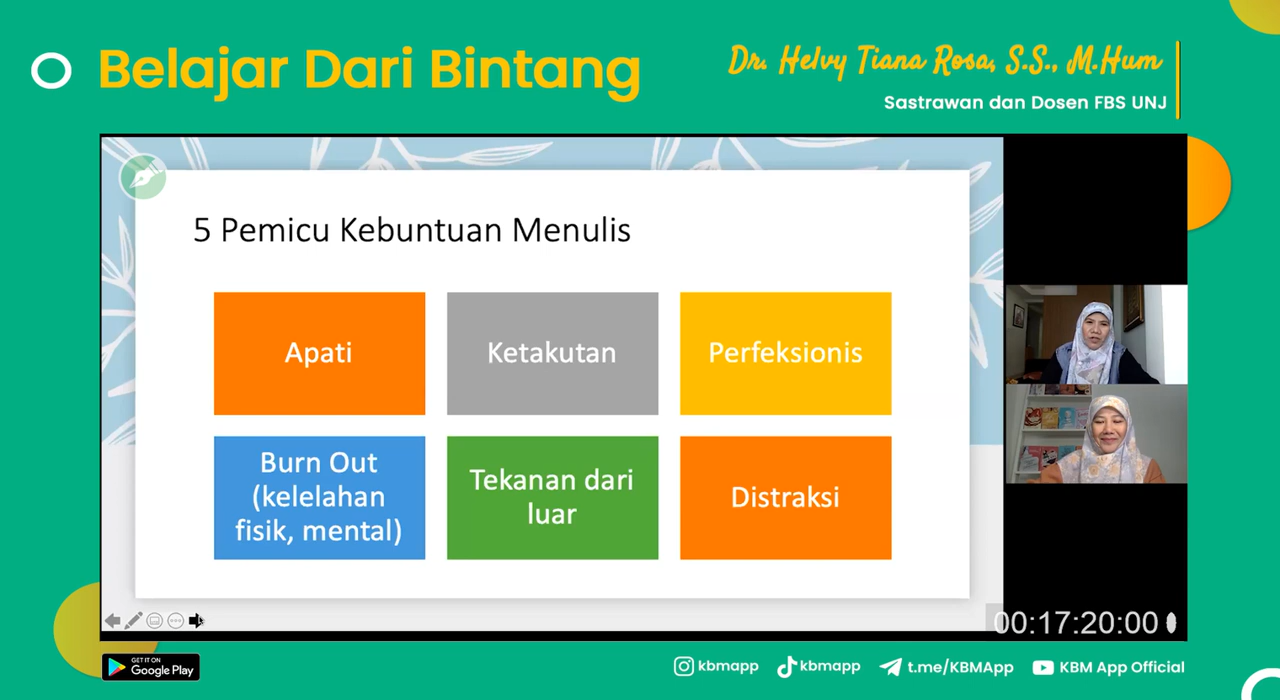 Belajar Dari Bintang
Dr. Helvy Tiana Rosa, S.S., M.Hum
Sastrawan dan Dosen FBS UNJ
5 Pemicu Kebuntuan Menulis
Apati
Ketakutan
Perfeksionis
Burn Out
(kelelahan
fisik, mental)
Tekanan dari
luar
Distraksi
00:17:20:00
GET IT ON
Google Play
kbmapp
kbmapp
t.me/KBMApp
KBM App Official